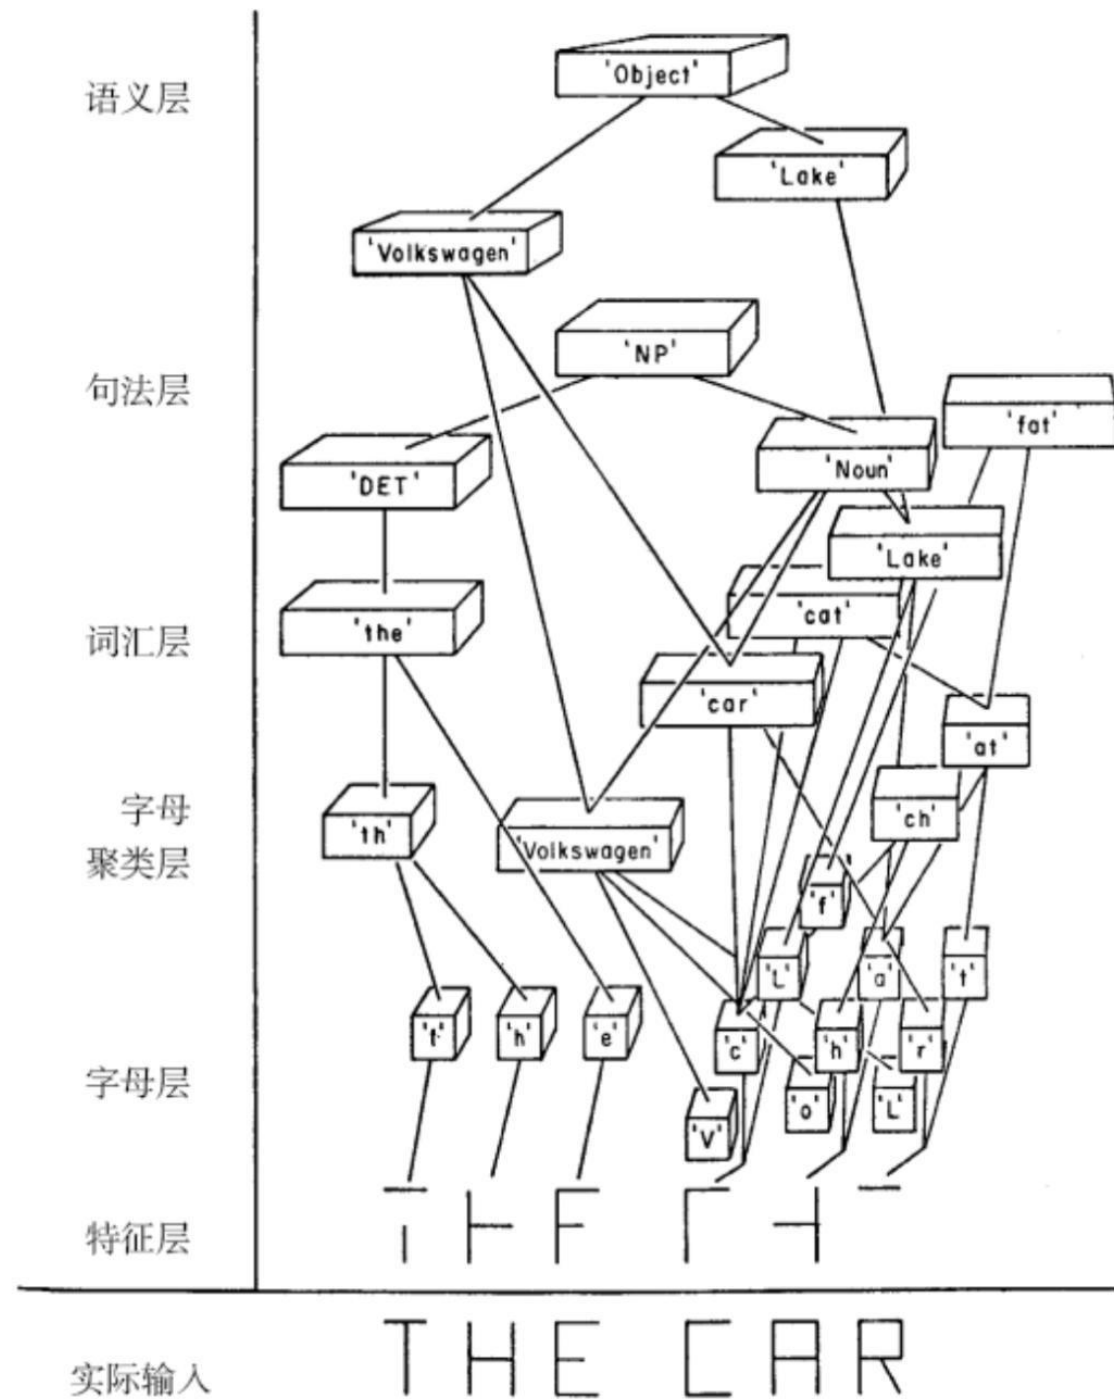 语义层
'Object'
'Lake'
'Volkswagen'
句法层
'NP'
'fat'
'DET'
'Noun'
'Lake'
词汇层
'the'
'cat'
'car'
'at'
字母
聚类层
'th'
'Volkswagen'
'ch'
'f'
字母层
'L'
'a'
't'
't'
'h'
'e'
'c'
'h'
'r'
'V'
'o'
'L'
特征层
实际输入
THE CAR